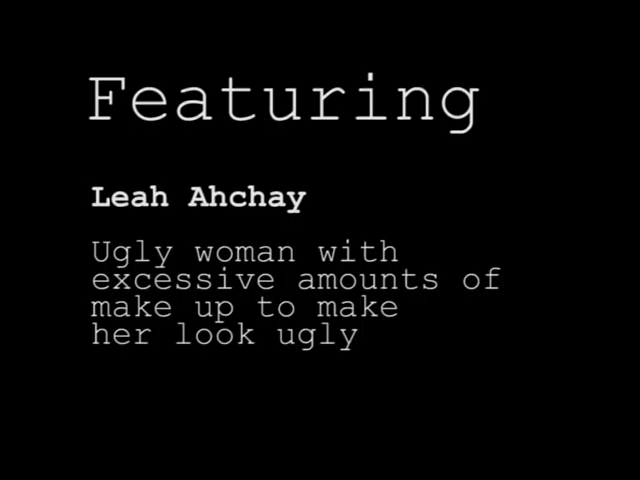 Featuring
Leah Ahchay
Ugly woman with
excessive amounts of
make up to make
her look ugly